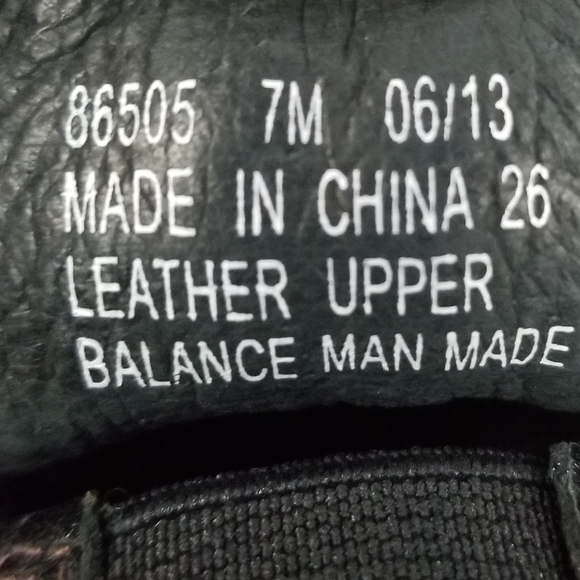 86505 7M 06/13
MADE IN CHINA 26
LEATHER UPPER
BALANCE MAN MADE